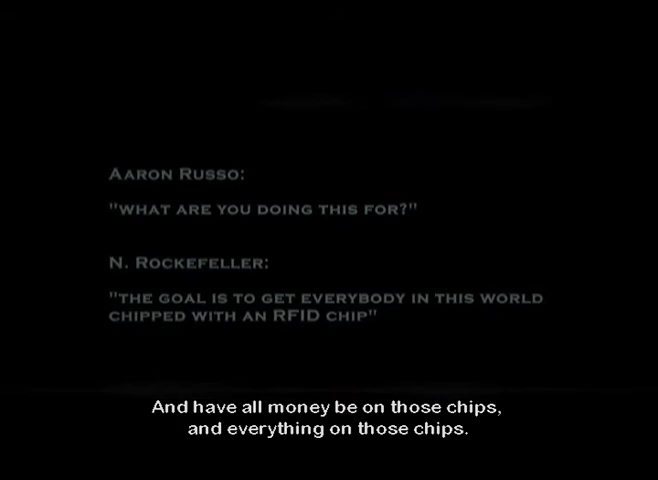 AARON RUSSO:
"WHAT ARE YOU DOING THIS FOR?"
N. ROCKEFELLER:
"THE GOAL IS TO GET EVERYBODY IN THIS WORLD
CHIPPED WITH AN RFID CHIP"
And have all money be on those chips,
and everything on those chips.